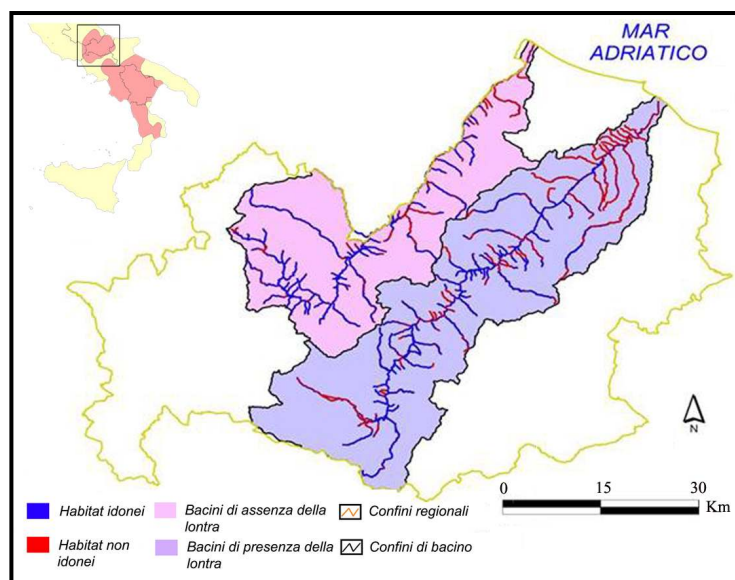 MAR
ADRIATICO
N
0 15 30
Km
Habitat idonei
Bacini di assenza della
lontra
Confini regionali
Habitat non
idonei
Bacini di presenza della
lontra
Confini di bacino